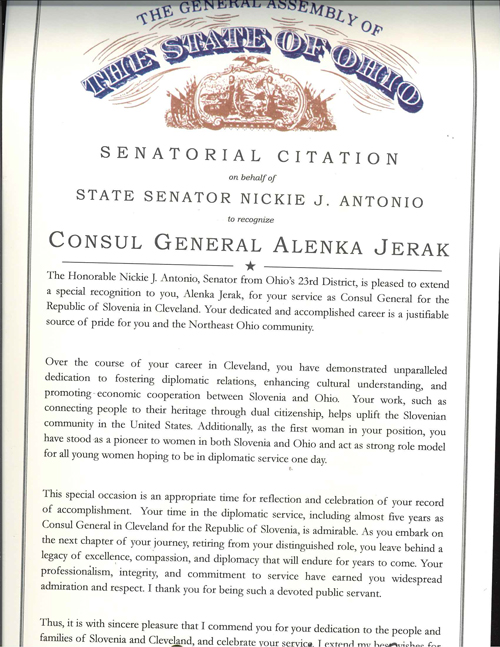 THE GENERAL ASSEMBLY OF
THE STATE OF OHIO
SENATORIAL CITATION
on behalf of
STATE SENATOR NICKIE J. ANTONIO
to recognize
CONSUL GENERAL ALENKA JERAK
The Honorable Nickie J. Antonio, Senator from Ohio's 23rd District, is pleased to extend
a special recognition to you, Alenka Jerak, for your service as Consul General for the
Republic of Slovenia in Cleveland. Your dedicated and accomplished career is a justifiable
source of pride for you and the Northeast Ohio community.
Over the course of your career in Cleveland, you have demonstrated unparalleled
dedication to fostering diplomatic relations, enhancing cultural understanding, and
promoting economic cooperation between Slovenia and Ohio. Your work, such as
connecting people to their heritage through dual citizenship, helps uplift the Slovenian
community in the United States. Additionally, as the first woman in your position, you
have stood as a pioneer to women in both Slovenia and Ohio and act as strong role model
for all young women hoping to be in diplomatic service one day.
This special occasion is an appropriate time for reflection and celebration of your record
of accomplishment. Your time in the diplomatic service, including almost five years as
Consul General in Cleveland for the Republic of Slovenia, is admirable. As you embark on
the next chapter of your journey, retiring from your distinguished role, you leave behind a
legacy of excellence, compassion, and diplomacy that will endure for years to come. Your
professionalism, integrity, and commitment to service have earned you widespread
admiration and respect. I thank you for being such a devoted public servant.
Thus, it is with sincere pleasure that I commend you for your dedication to the people and
families of Slovenia and Cleveland, and celebrate your service. I extend my best wishes for